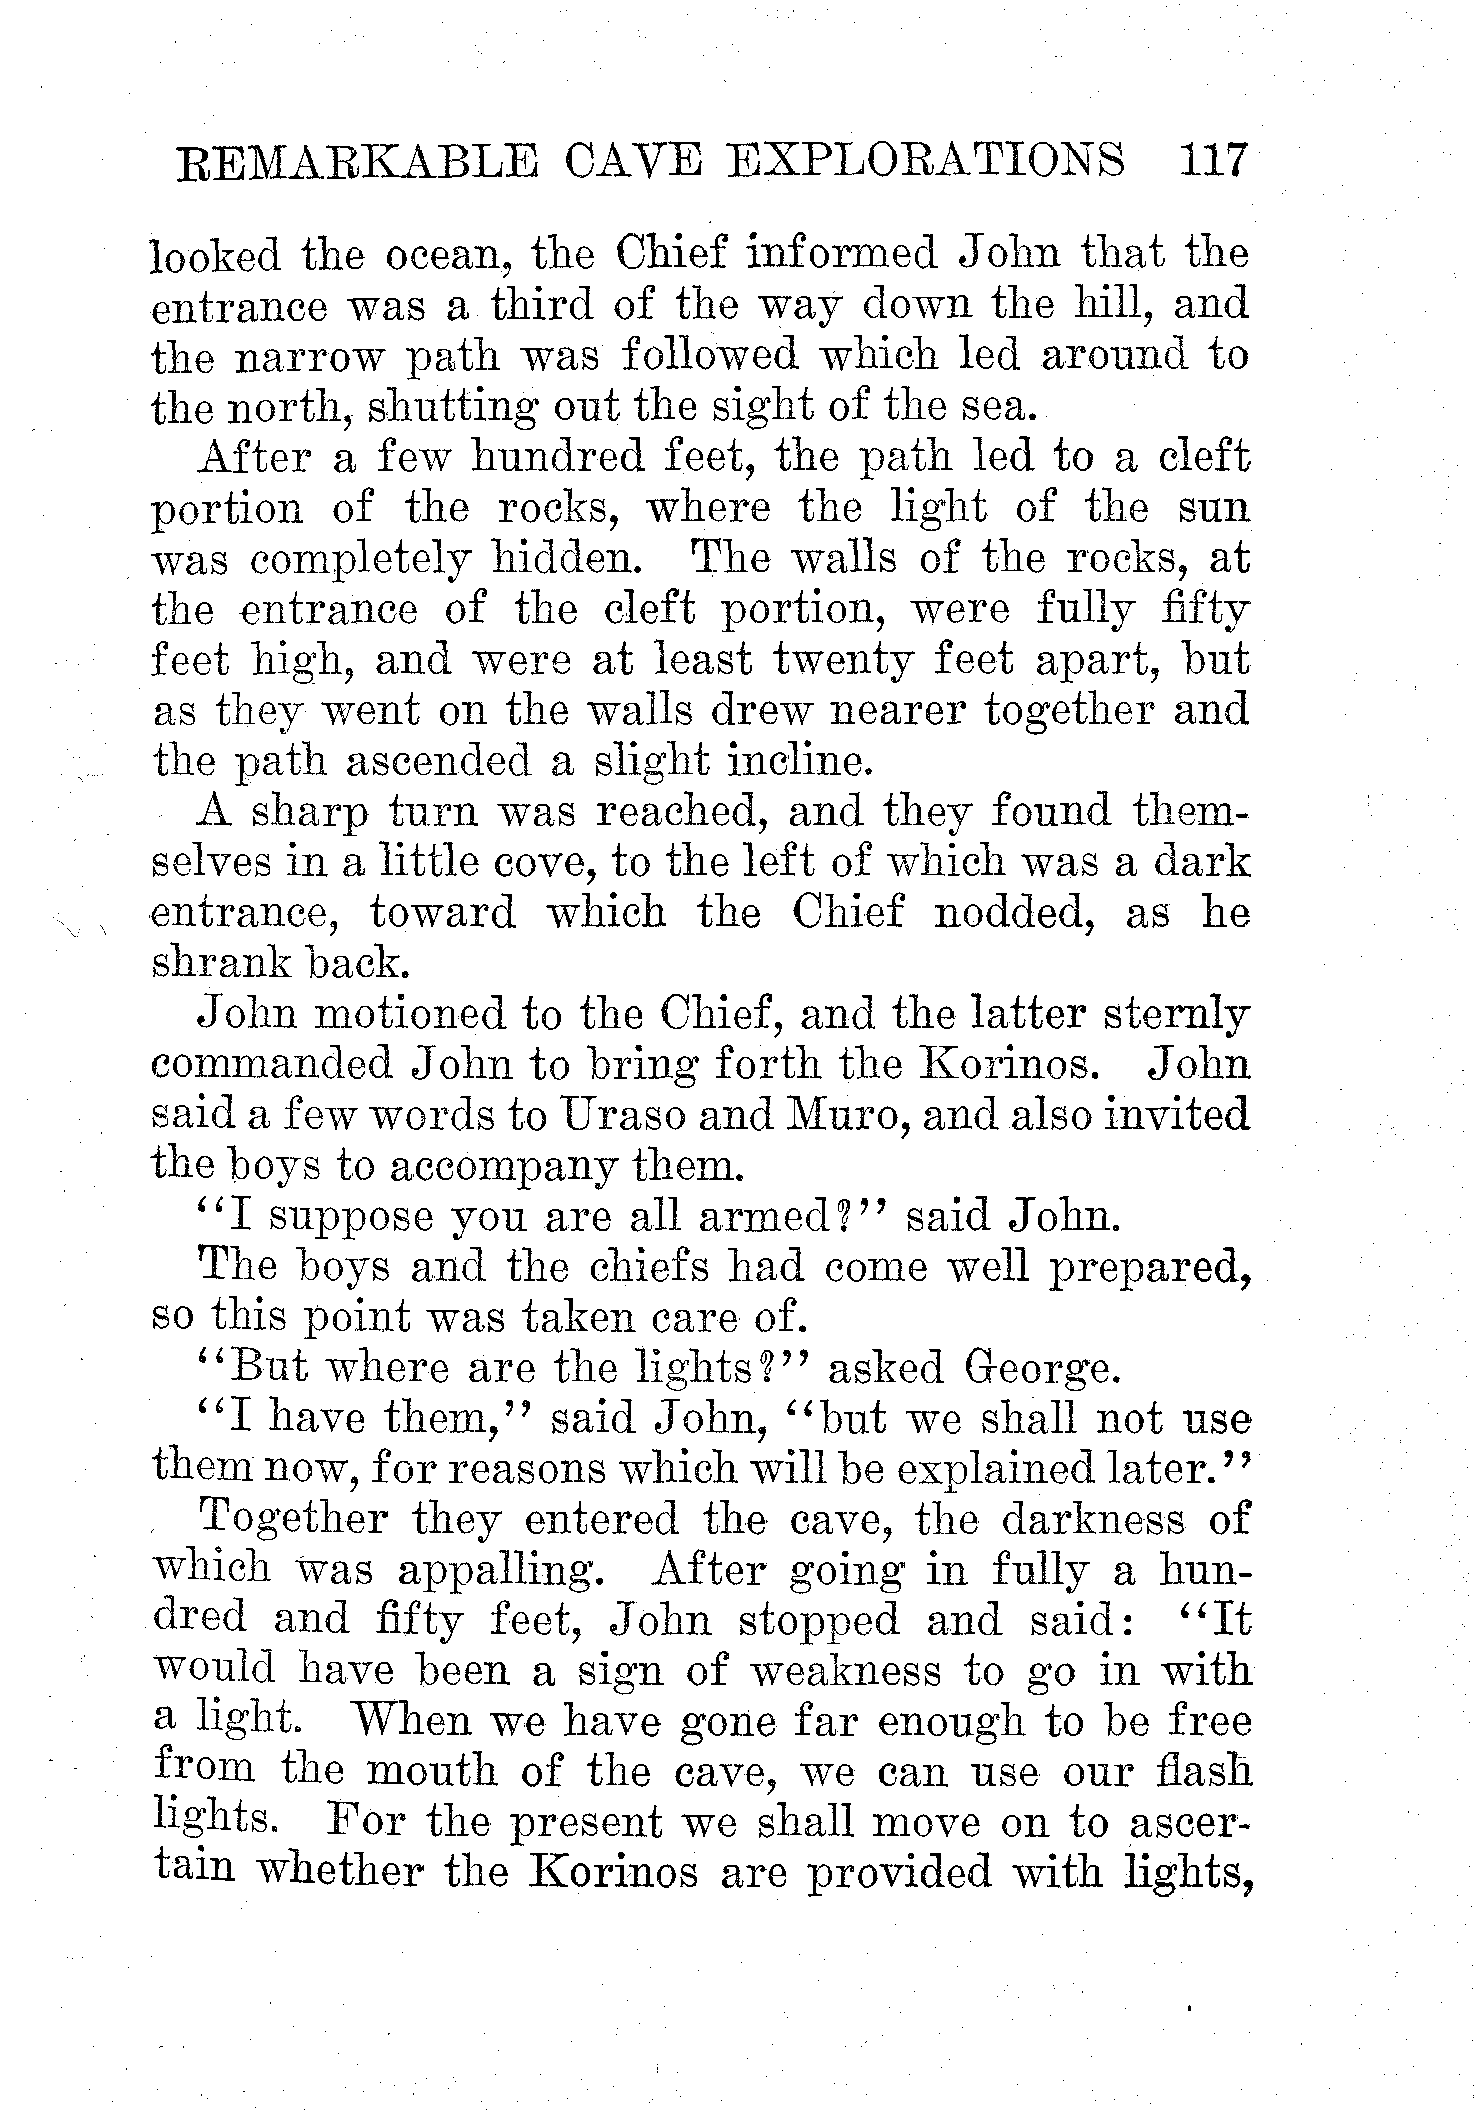 REMARKABLE CAVE EXPLORATIONS 117
looked the ocean, the Chief informed John that the
entrance was a third of the way down the hill, and
the narrow path was followed which led around to
the north, shutting out the sight of the sea.
After a few hundred feet, the path led to a cleft
portion of the rocks, where the light of the sun
was completely hidden. The walls of the rocks, at
the entrance of the cleft portion, were fully fifty
feet high, and were at least twenty feet apart, but
as they went on the walls drew nearer together and
the path ascended a slight incline.
A sharp turn was reached, and they found them-
selves in a little cove, to the left of which was a dark
entrance, toward which the Chief nodded, as he
shrank back.
John motioned to the Chief, and the latter sternly
commanded John to bring forth the Korinos. John
said a few words to Uraso and Muro, and also invited
the boys to accompany them.
"I suppose you are all armed?" said John.
The boys and the chiefs had come well prepared,
so this point was taken care of.
"But where are the lights?" asked George.
"I have them," said John, "but we shall not use
them now, for reasons which will be explained later."
Together they entered the cave, the darkness of
which was appalling. After going in fully a hun-
dred and fifty feet, John stopped and said: "It
would have been a sign of weakness to go in with
a light. When we have gone far enough to be free
from the mouth of the cave, we can use our flash
lights. For the present we shall move on to ascer-
tain whether the Korinos are provided with lights,